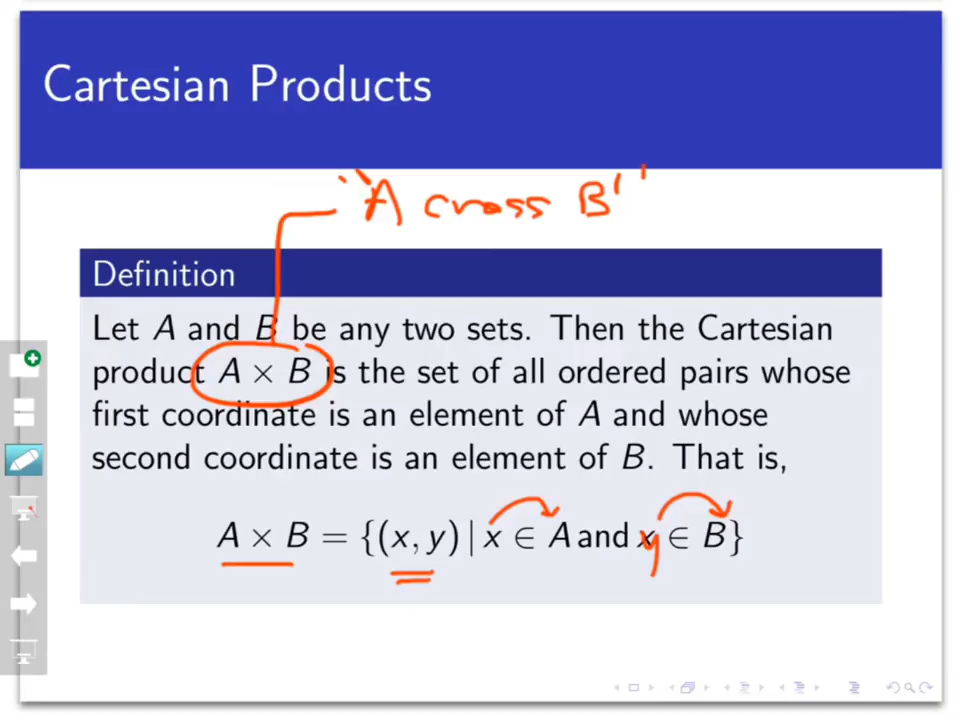 Cartesian Products
"A cross B"
Definition
Let A and B be any two sets. Then the Cartesian
product A × B is the set of all ordered pairs whose
first coordinate is an element of A and whose
second coordinate is an element of B. That is,
A × B = {(x, y) | x ∈ A and y ∈ B}